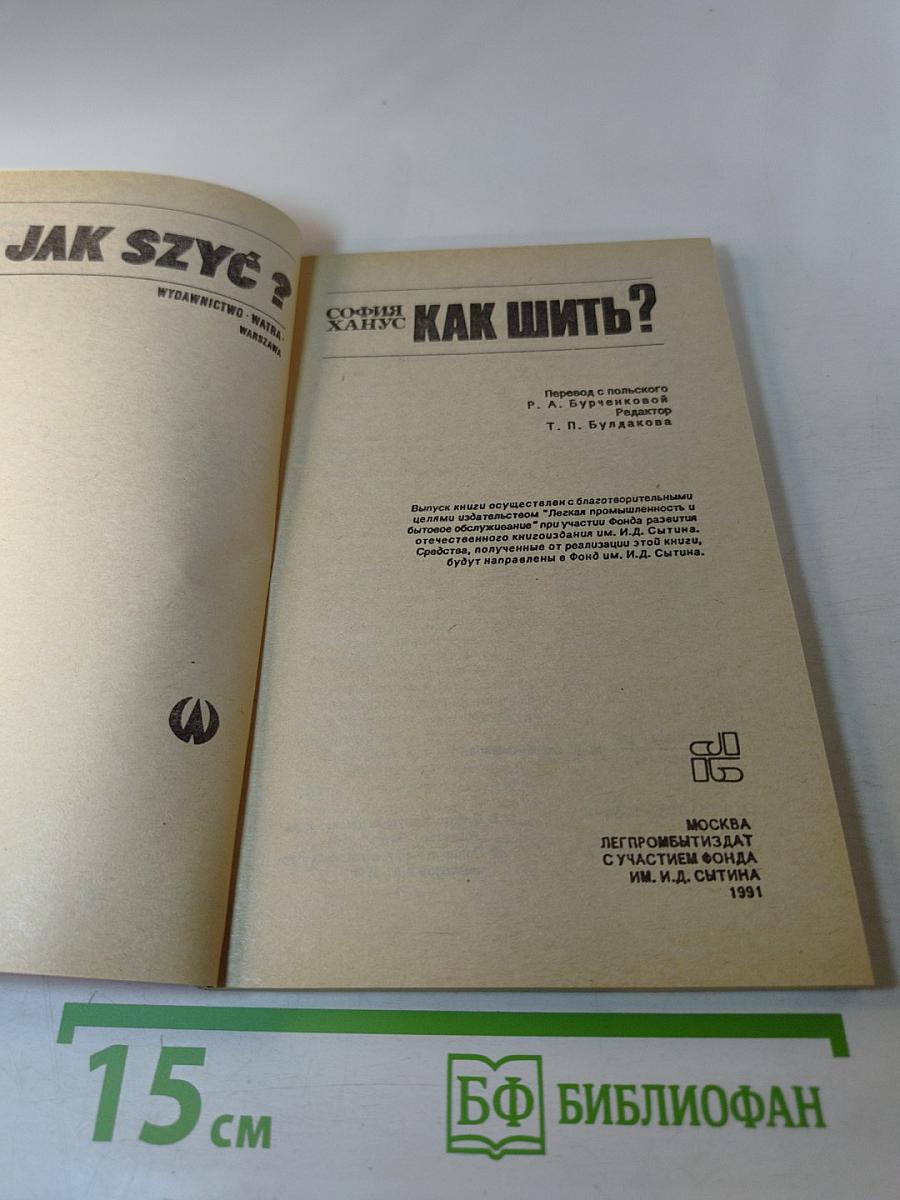 JAK SZYĆ?
WYDAWNICTWO · WATRA ·
WARSZAWA
СОФИЯ
ХАНУС
КАК ШИТЬ?
Перевод с польского
Р. А. Бурченковой
Редактор
Т. П. Булдакова
Выпуск книги осуществлен с благотворительными
целями издательством "Легкая промышленность и
бытовое обслуживание" при участии Фонда развития
отечественного книгоиздания им. И.Д. Сытина.
Средства, полученные от реализации этой книги,
будут направлены в Фонд им. И.Д. Сытина.
МОСКВА
ЛЕГПРОМБЫТИЗДАТ
С УЧАСТИЕМ ФОНДА
ИМ. И.Д. СЫТИНА
1991
15 см
БФ БИБЛИОФАН